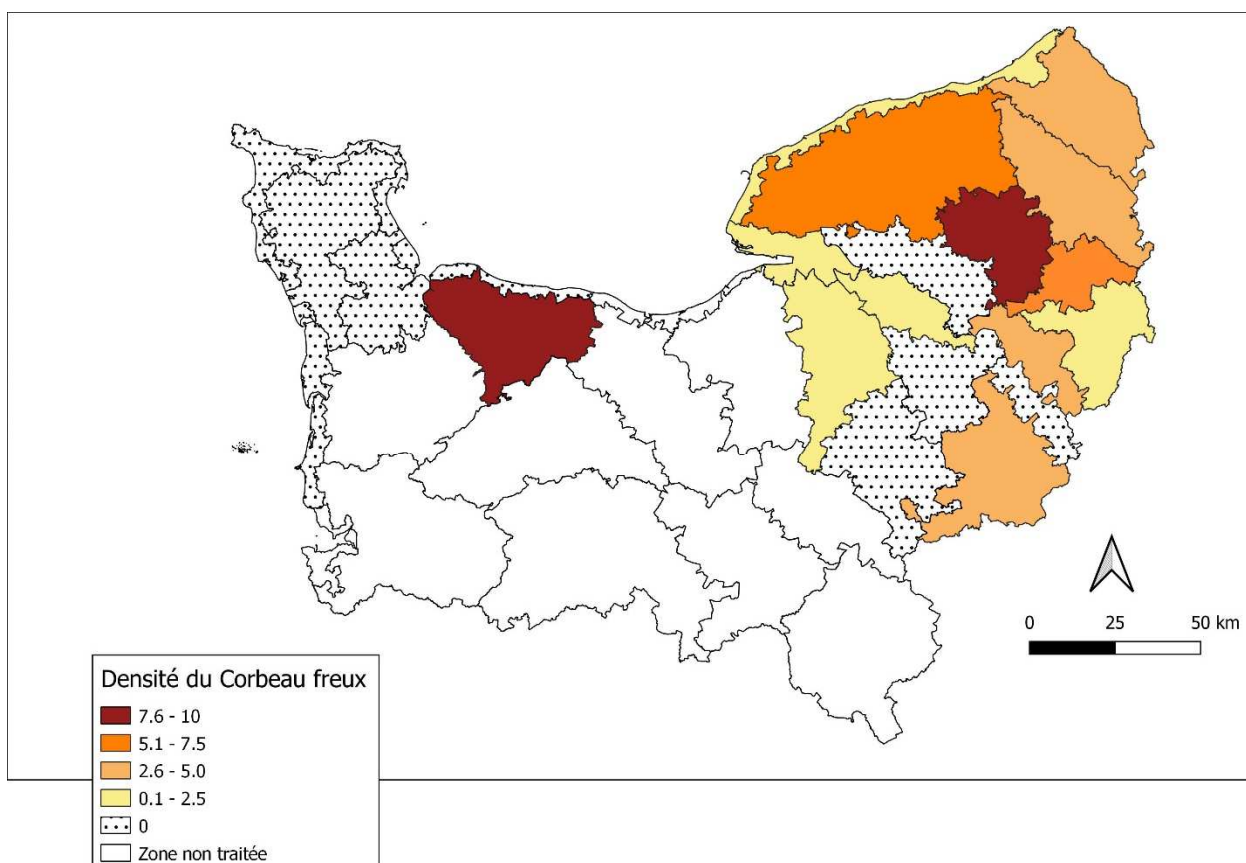 0 25 50 km
Densité du Corbeau freux
7.6 - 10
5.1 - 7.5
2.6 - 5.0
0.1 - 2.5
0
Zone non traitée